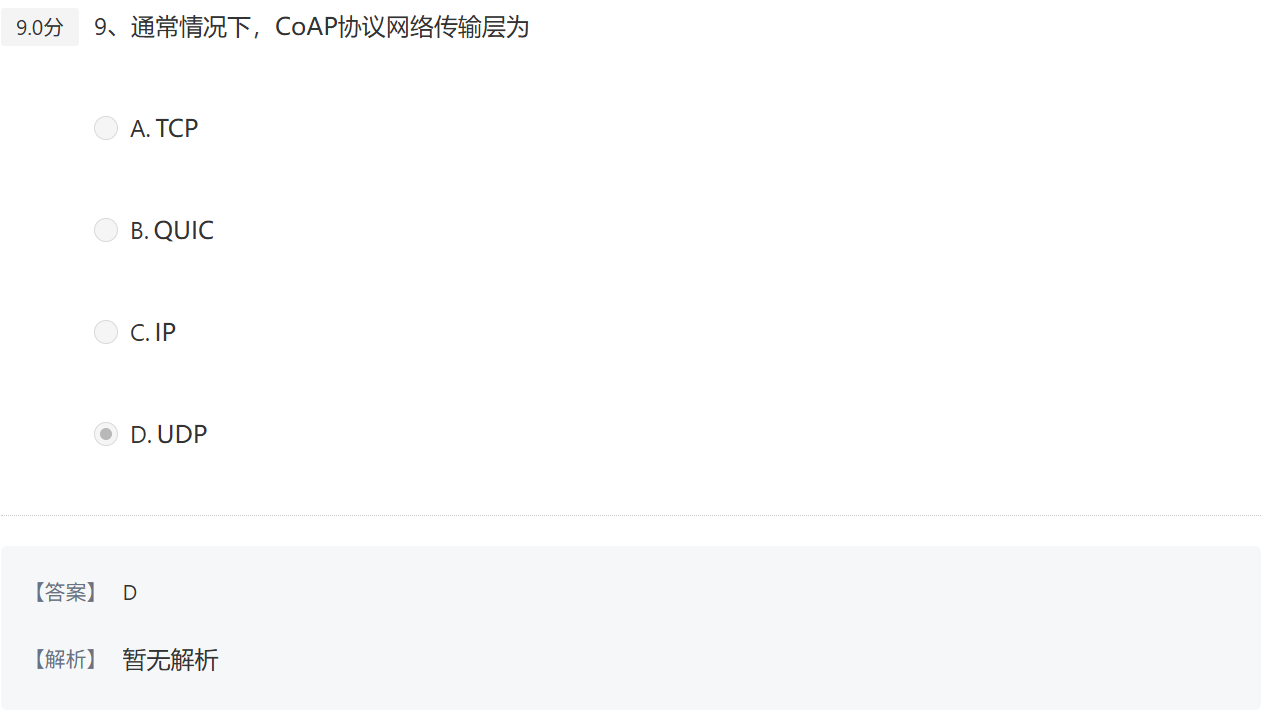 9.0分 9、通常情况下，CoAP协议网络传输层为
A. TCP
B. QUIC
C. IP
D. UDP
【答案】 D
【解析】 暂无解析